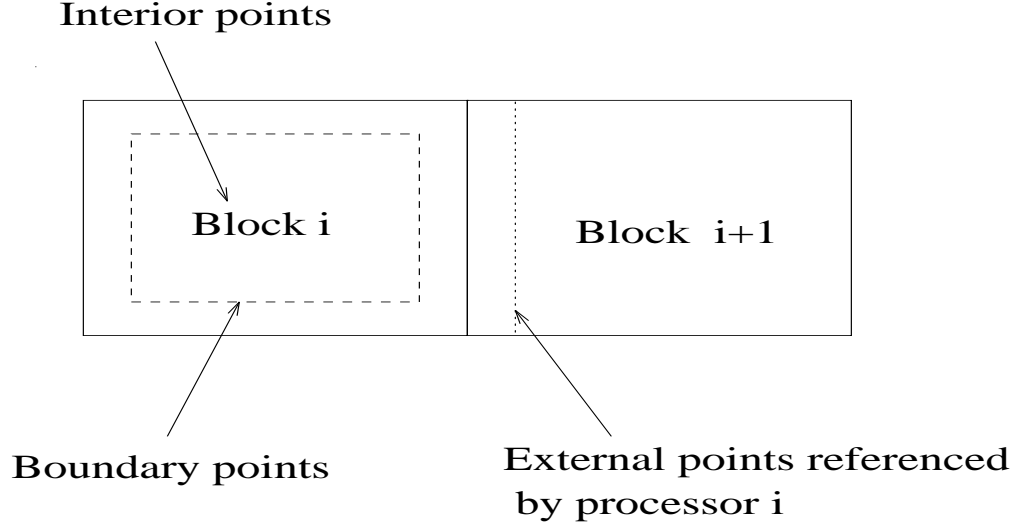 Interior points
Block i
Block i+1
Boundary points
External points referenced
by processor i